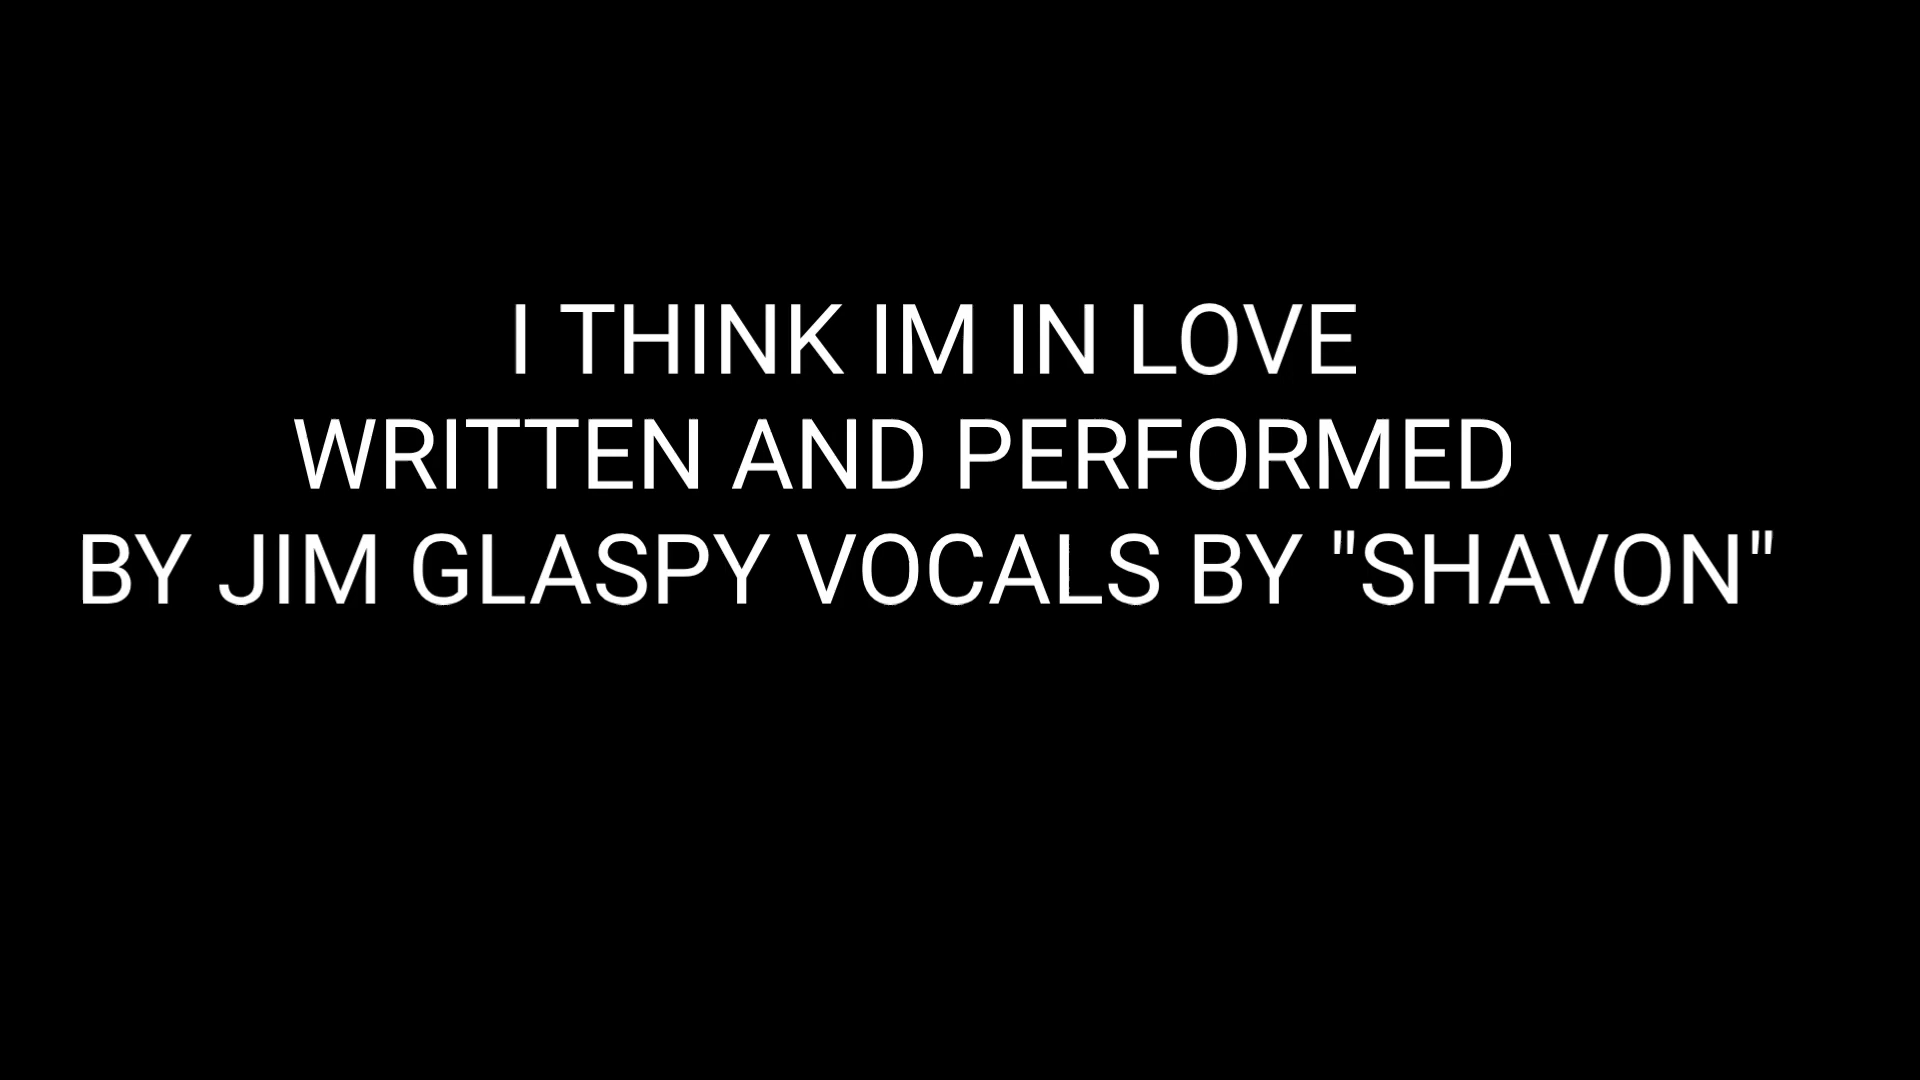 I THINK IM IN LOVE
WRITTEN AND PERFORMED
BY JIM GLASPY VOCALS BY "SHAVON"